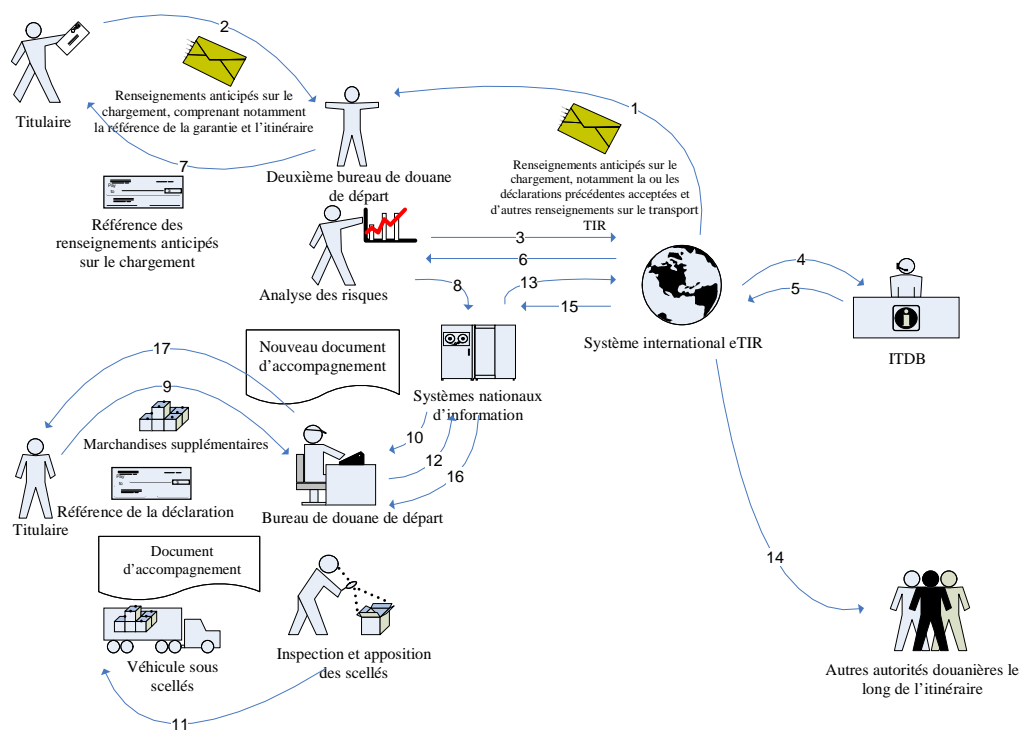 2
1
Titulaire
Renseignements anticipés sur le
chargement, comprenant notamment
la référence de la garantie et l'itinéraire
7
Deuxième bureau de douane
de départ
Renseignements anticipés sur le
chargement, notamment la ou les
déclarations précédentes acceptées et
d'autres renseignements sur le transport
TIR
Pay
to
Référence des
renseignements anticipés
sur le chargement
3
6
Analyse des risques
8
13
15
4
5
Système international eTIR
ITDB
17
Nouveau document
d'accompagnement
9
Systèmes nationaux
d'information
Marchandises supplémentaires
10
12
16
Pay
to
Référence de la déclaration
Titulaire
Bureau de douane de départ
Document
d'accompagnement
14
Véhicule sous
scellés
Inspection et apposition
des scellés
11
Autres autorités douanières le
long de l'itinéraire